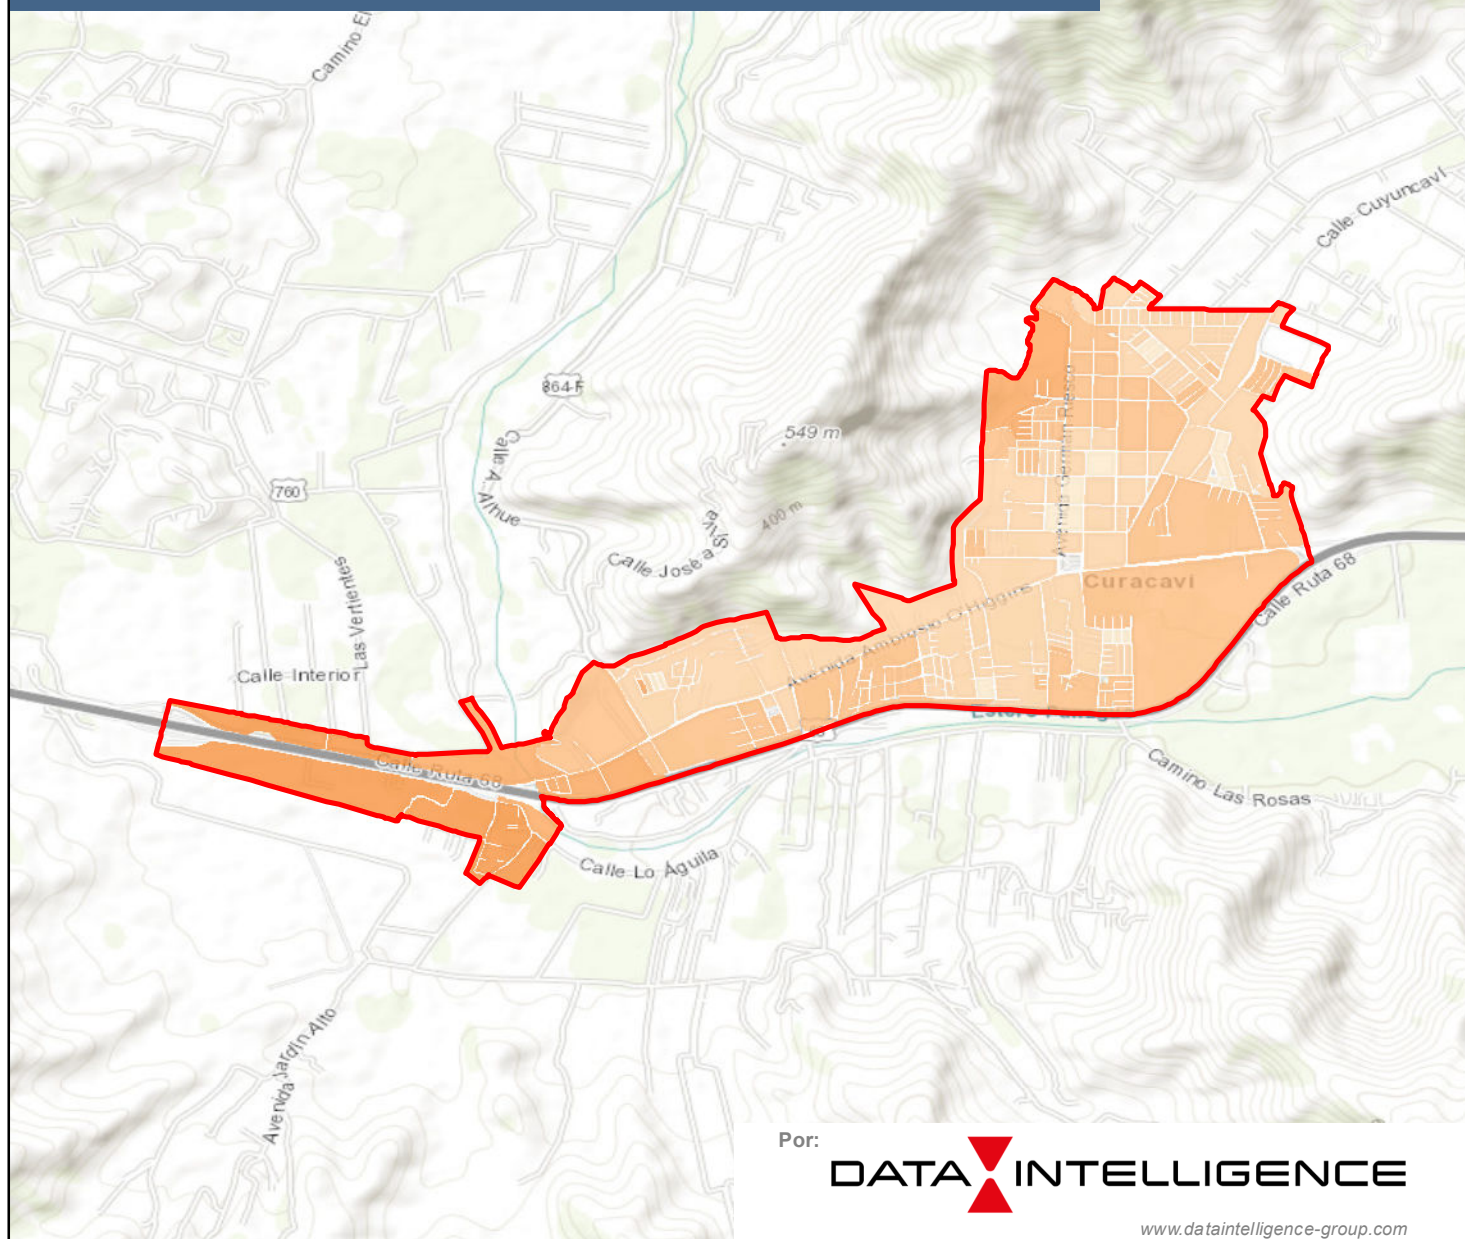 Camino El
Calle Cuyuncaví
864-F
549 m
Calle A. Alhue
Avenida Germán Riesco
760
400 m
Calle José
Calle Ruta 68
Curacaví
Las Vertientes
Avenida Ambrosio O'Higgins
Calle Interior
Calle Ruta 68
Camino Las Rosas
Calle Lo Águila
Avenida Jardín Alto
Por:
DATA INTELLIGENCE
www.dataintelligence-group.com